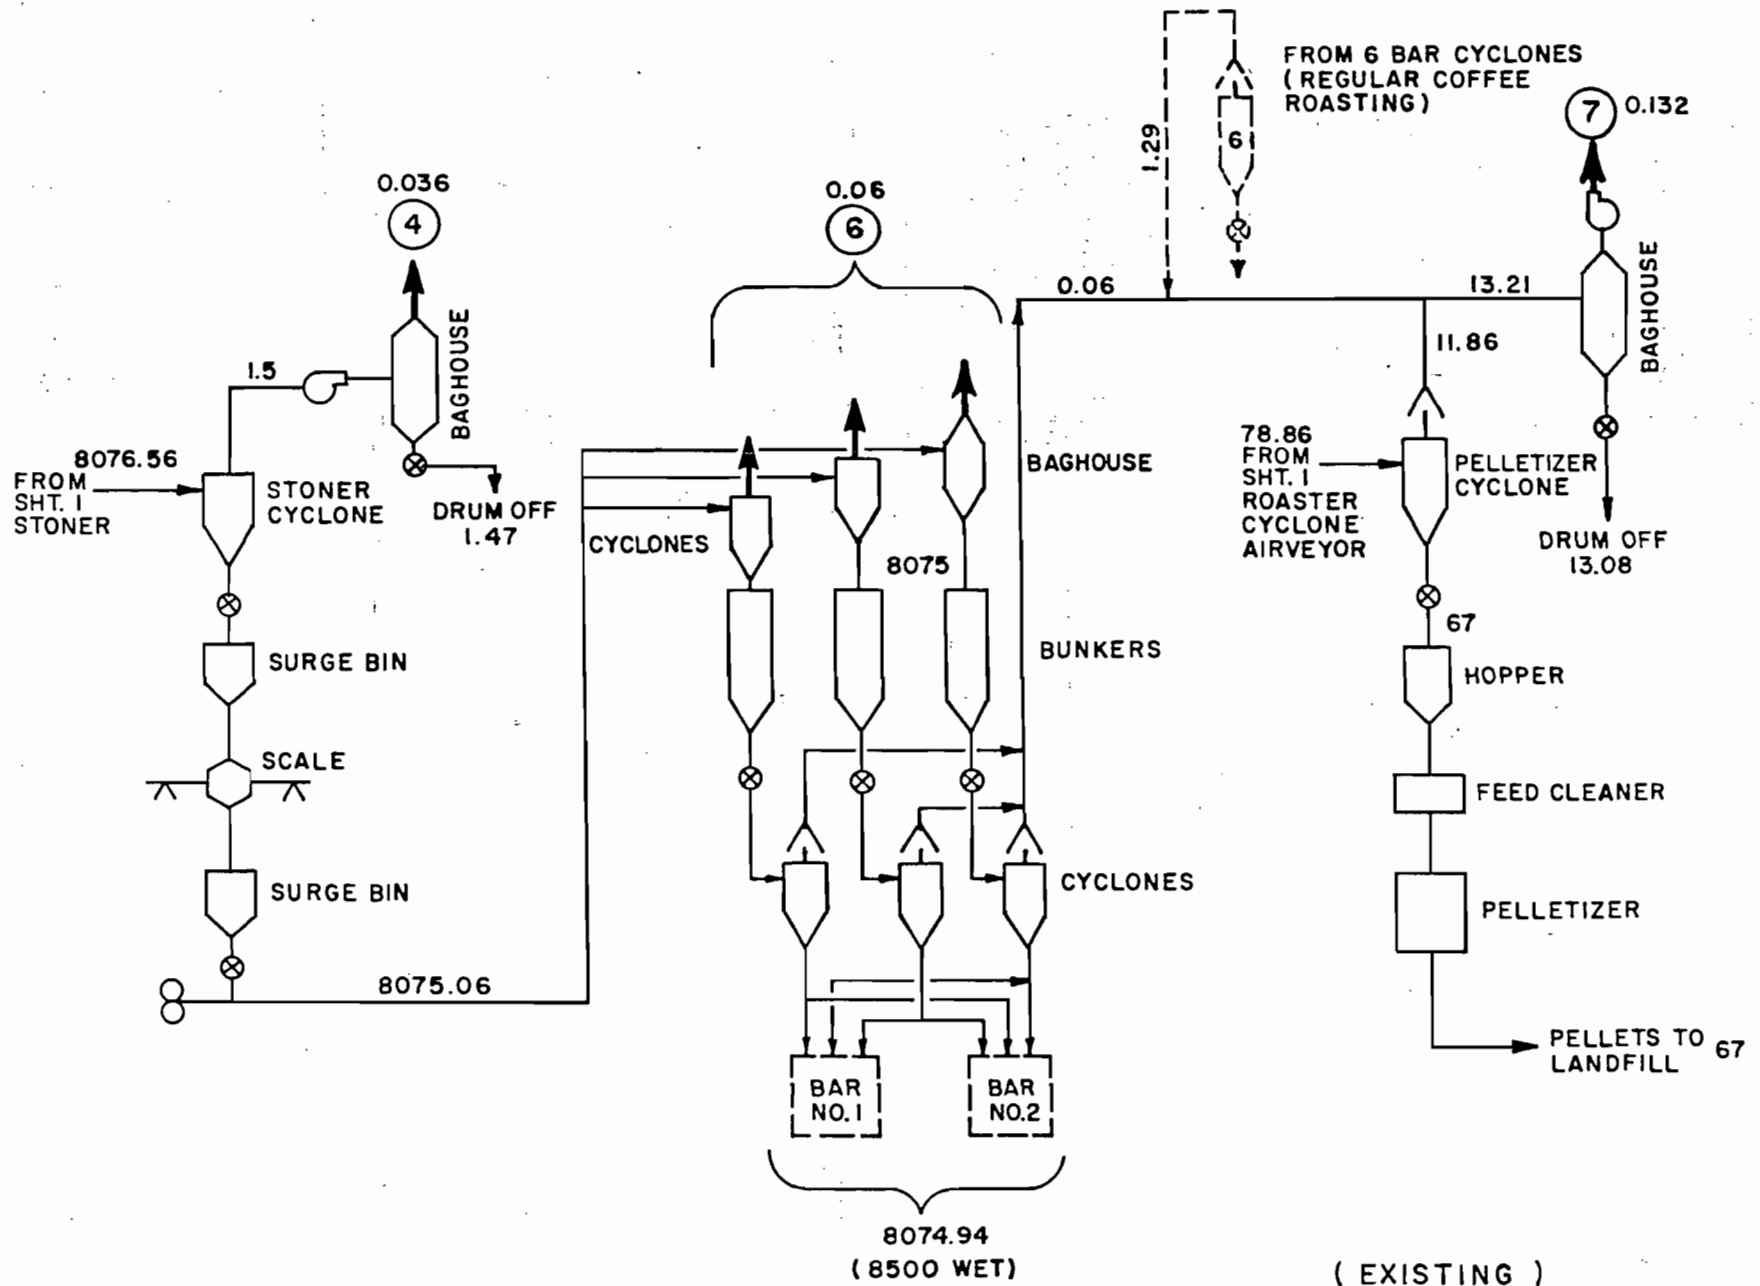 FROM 6 BAR CYCLONES
(REGULAR COFFEE
ROASTING)
7
0.132
1.29
6
0.036
4
0.06
6
0.06
13.21
BAGHOUSE
11.86
1.5
BAGHOUSE
8076.56
FROM
SHT. 1
STONER
STONER
CYCLONE
DRUM OFF
1.47
CYCLONES
8075
BAGHOUSE
78.86
FROM
SHT. 1
ROASTER
CYCLONE
AIRVEYOR
PELLETIZER
CYCLONE
DRUM OFF
13.08
67
SURGE BIN
BUNKERS
HOPPER
SCALE
FEED CLEANER
SURGE BIN
CYCLONES
PELLETIZER
8075.06
PELLETS TO 67
LANDFILL
BAR
NO.1
BAR
NO.2
8074.94
(8500 WET)
( EXISTING )